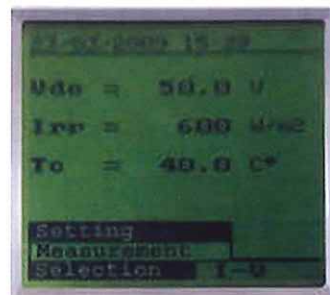 Vdc = 50.0 V
Irr = 600 W/m2
Tc = 40.0 C°
Setting
Measurement
Selection I-V